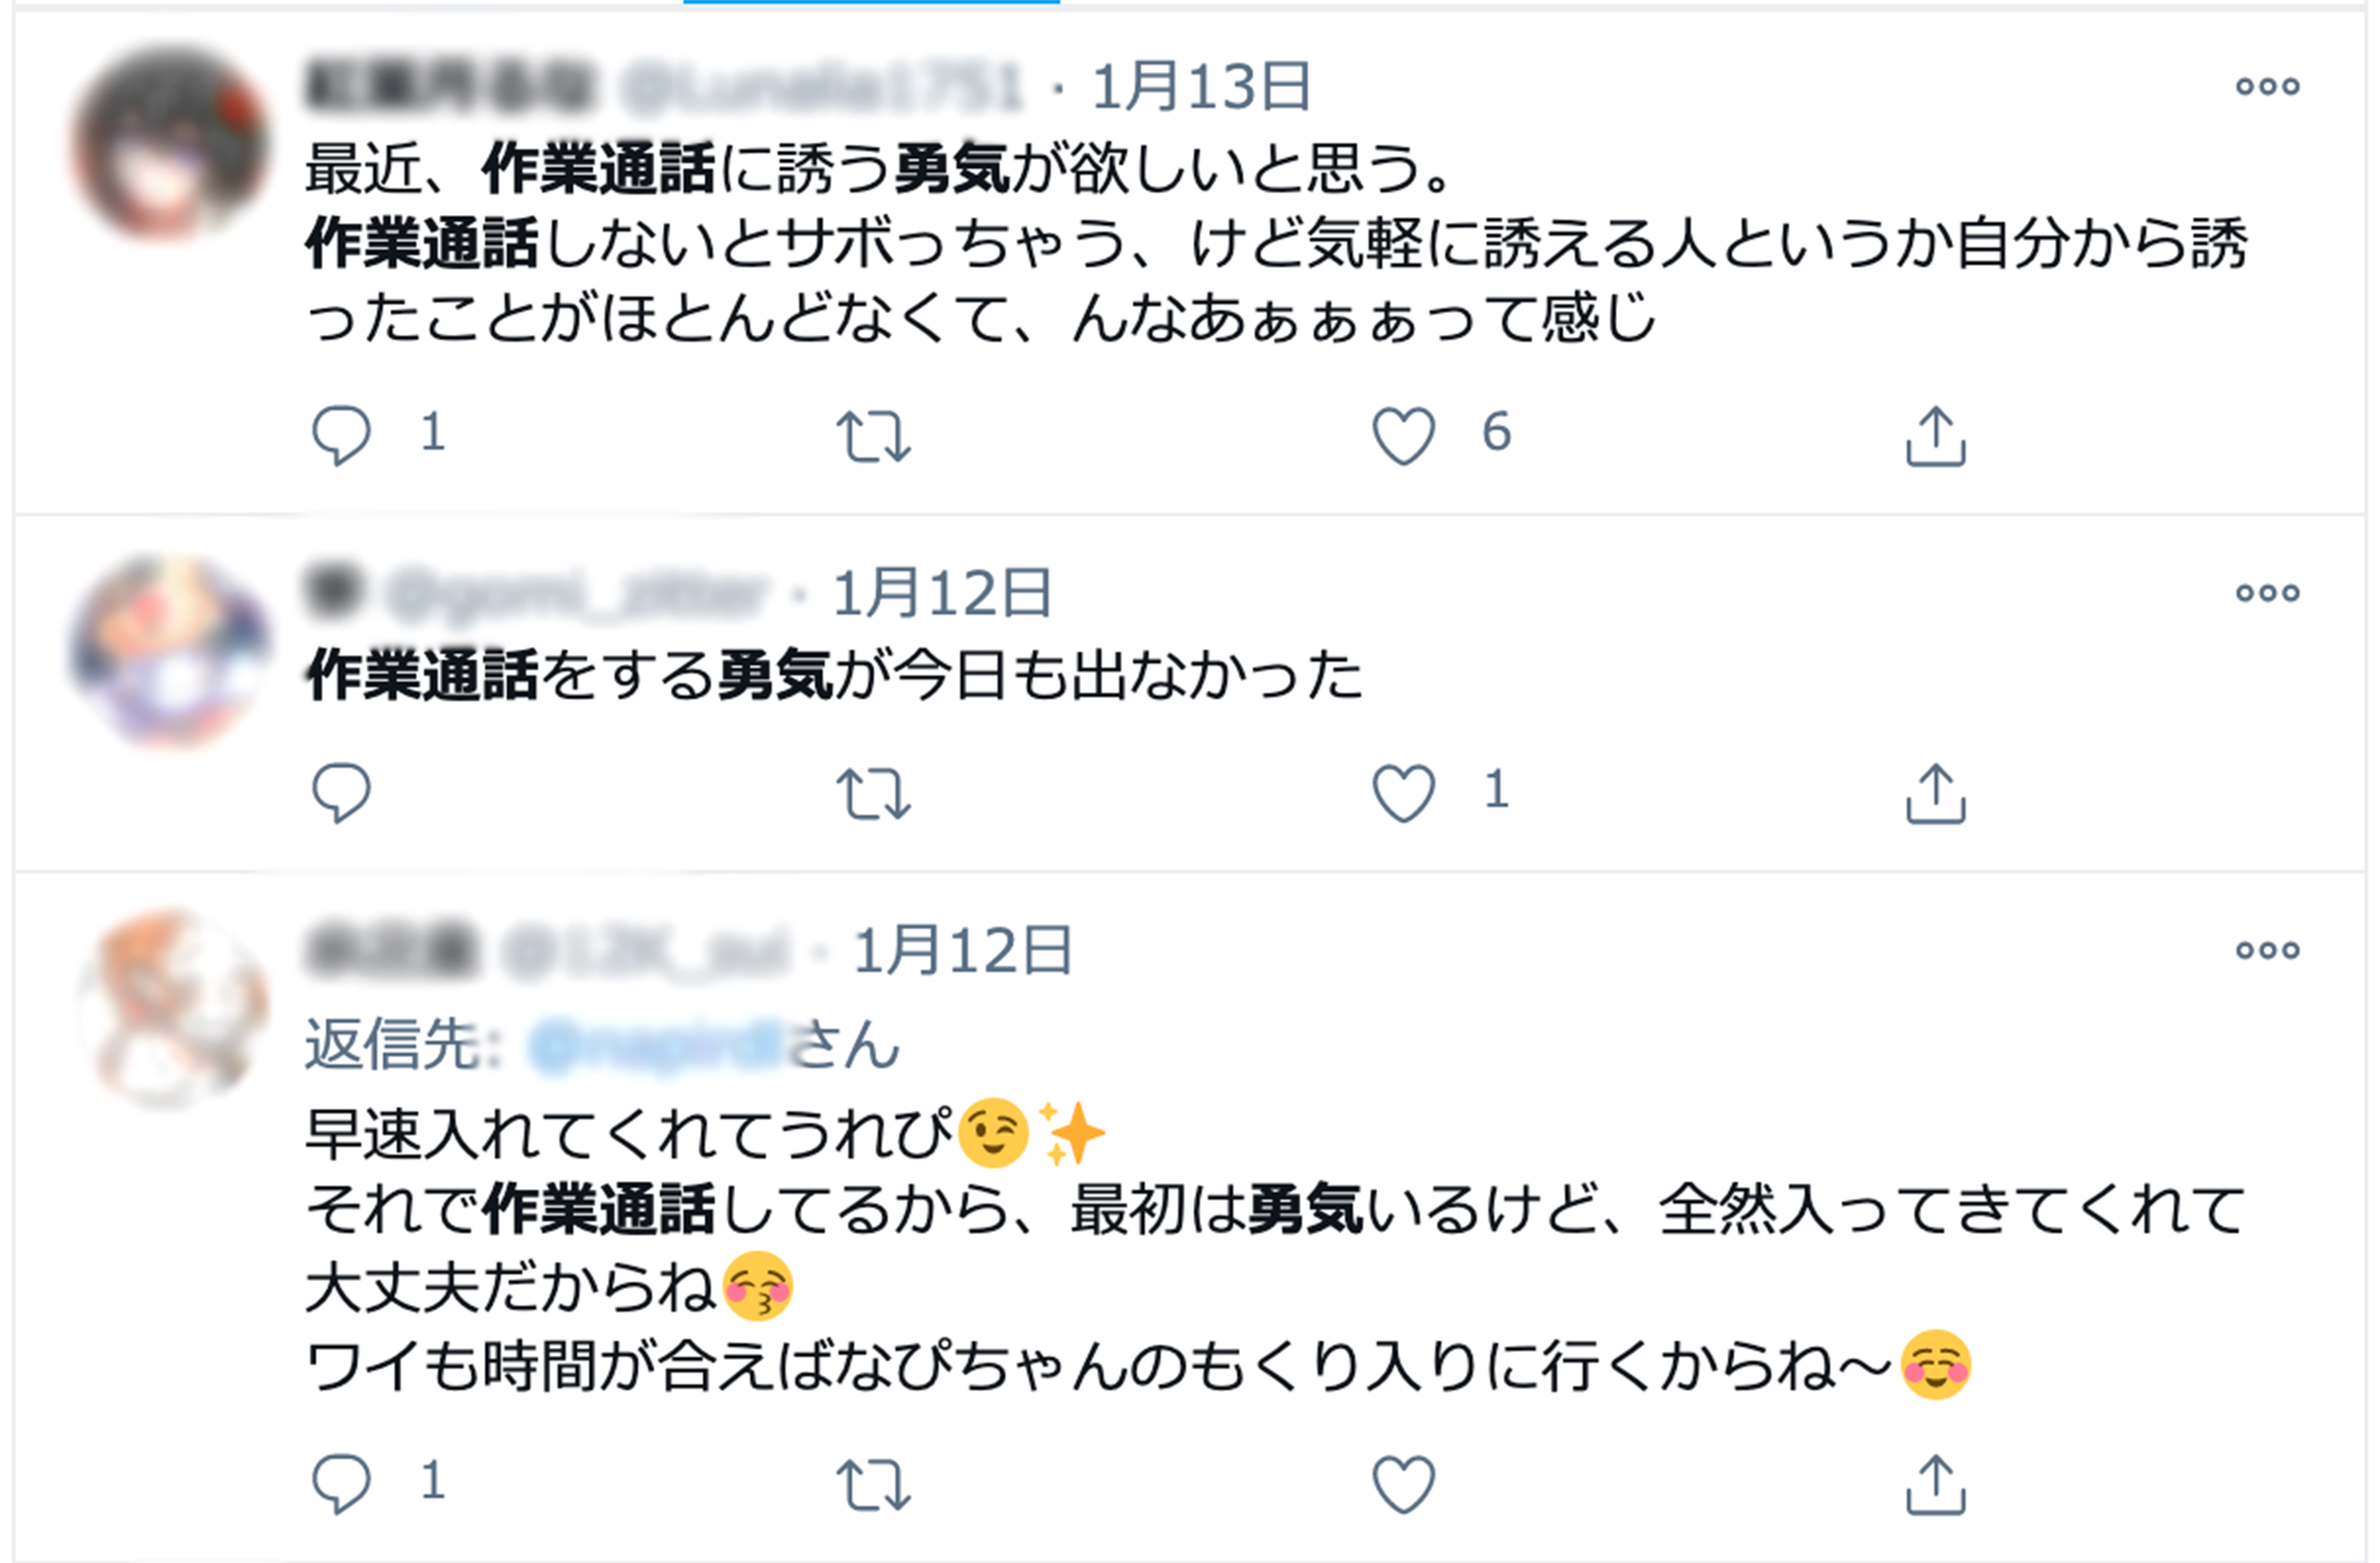 1月13日
最近、作業通話に誘う勇気が欲しいと思う。
作業通話しないとサボっちゃう、けど気軽に誘える人というか自分から誘
ったことがほとんどなくて、んなあぁぁぁって感じ
1 6
1月12日
作業通話をする勇気が今日も出なかった
1
1月12日
返信先: さん
早速入れてくれてうれぴ😉✨
それで作業通話してるから、最初は勇気いるけど、全然入ってきてくれて
大丈夫だからね😚
ワイも時間が合えばなぴちゃんのもくり入りに行くからね〜☺️
1